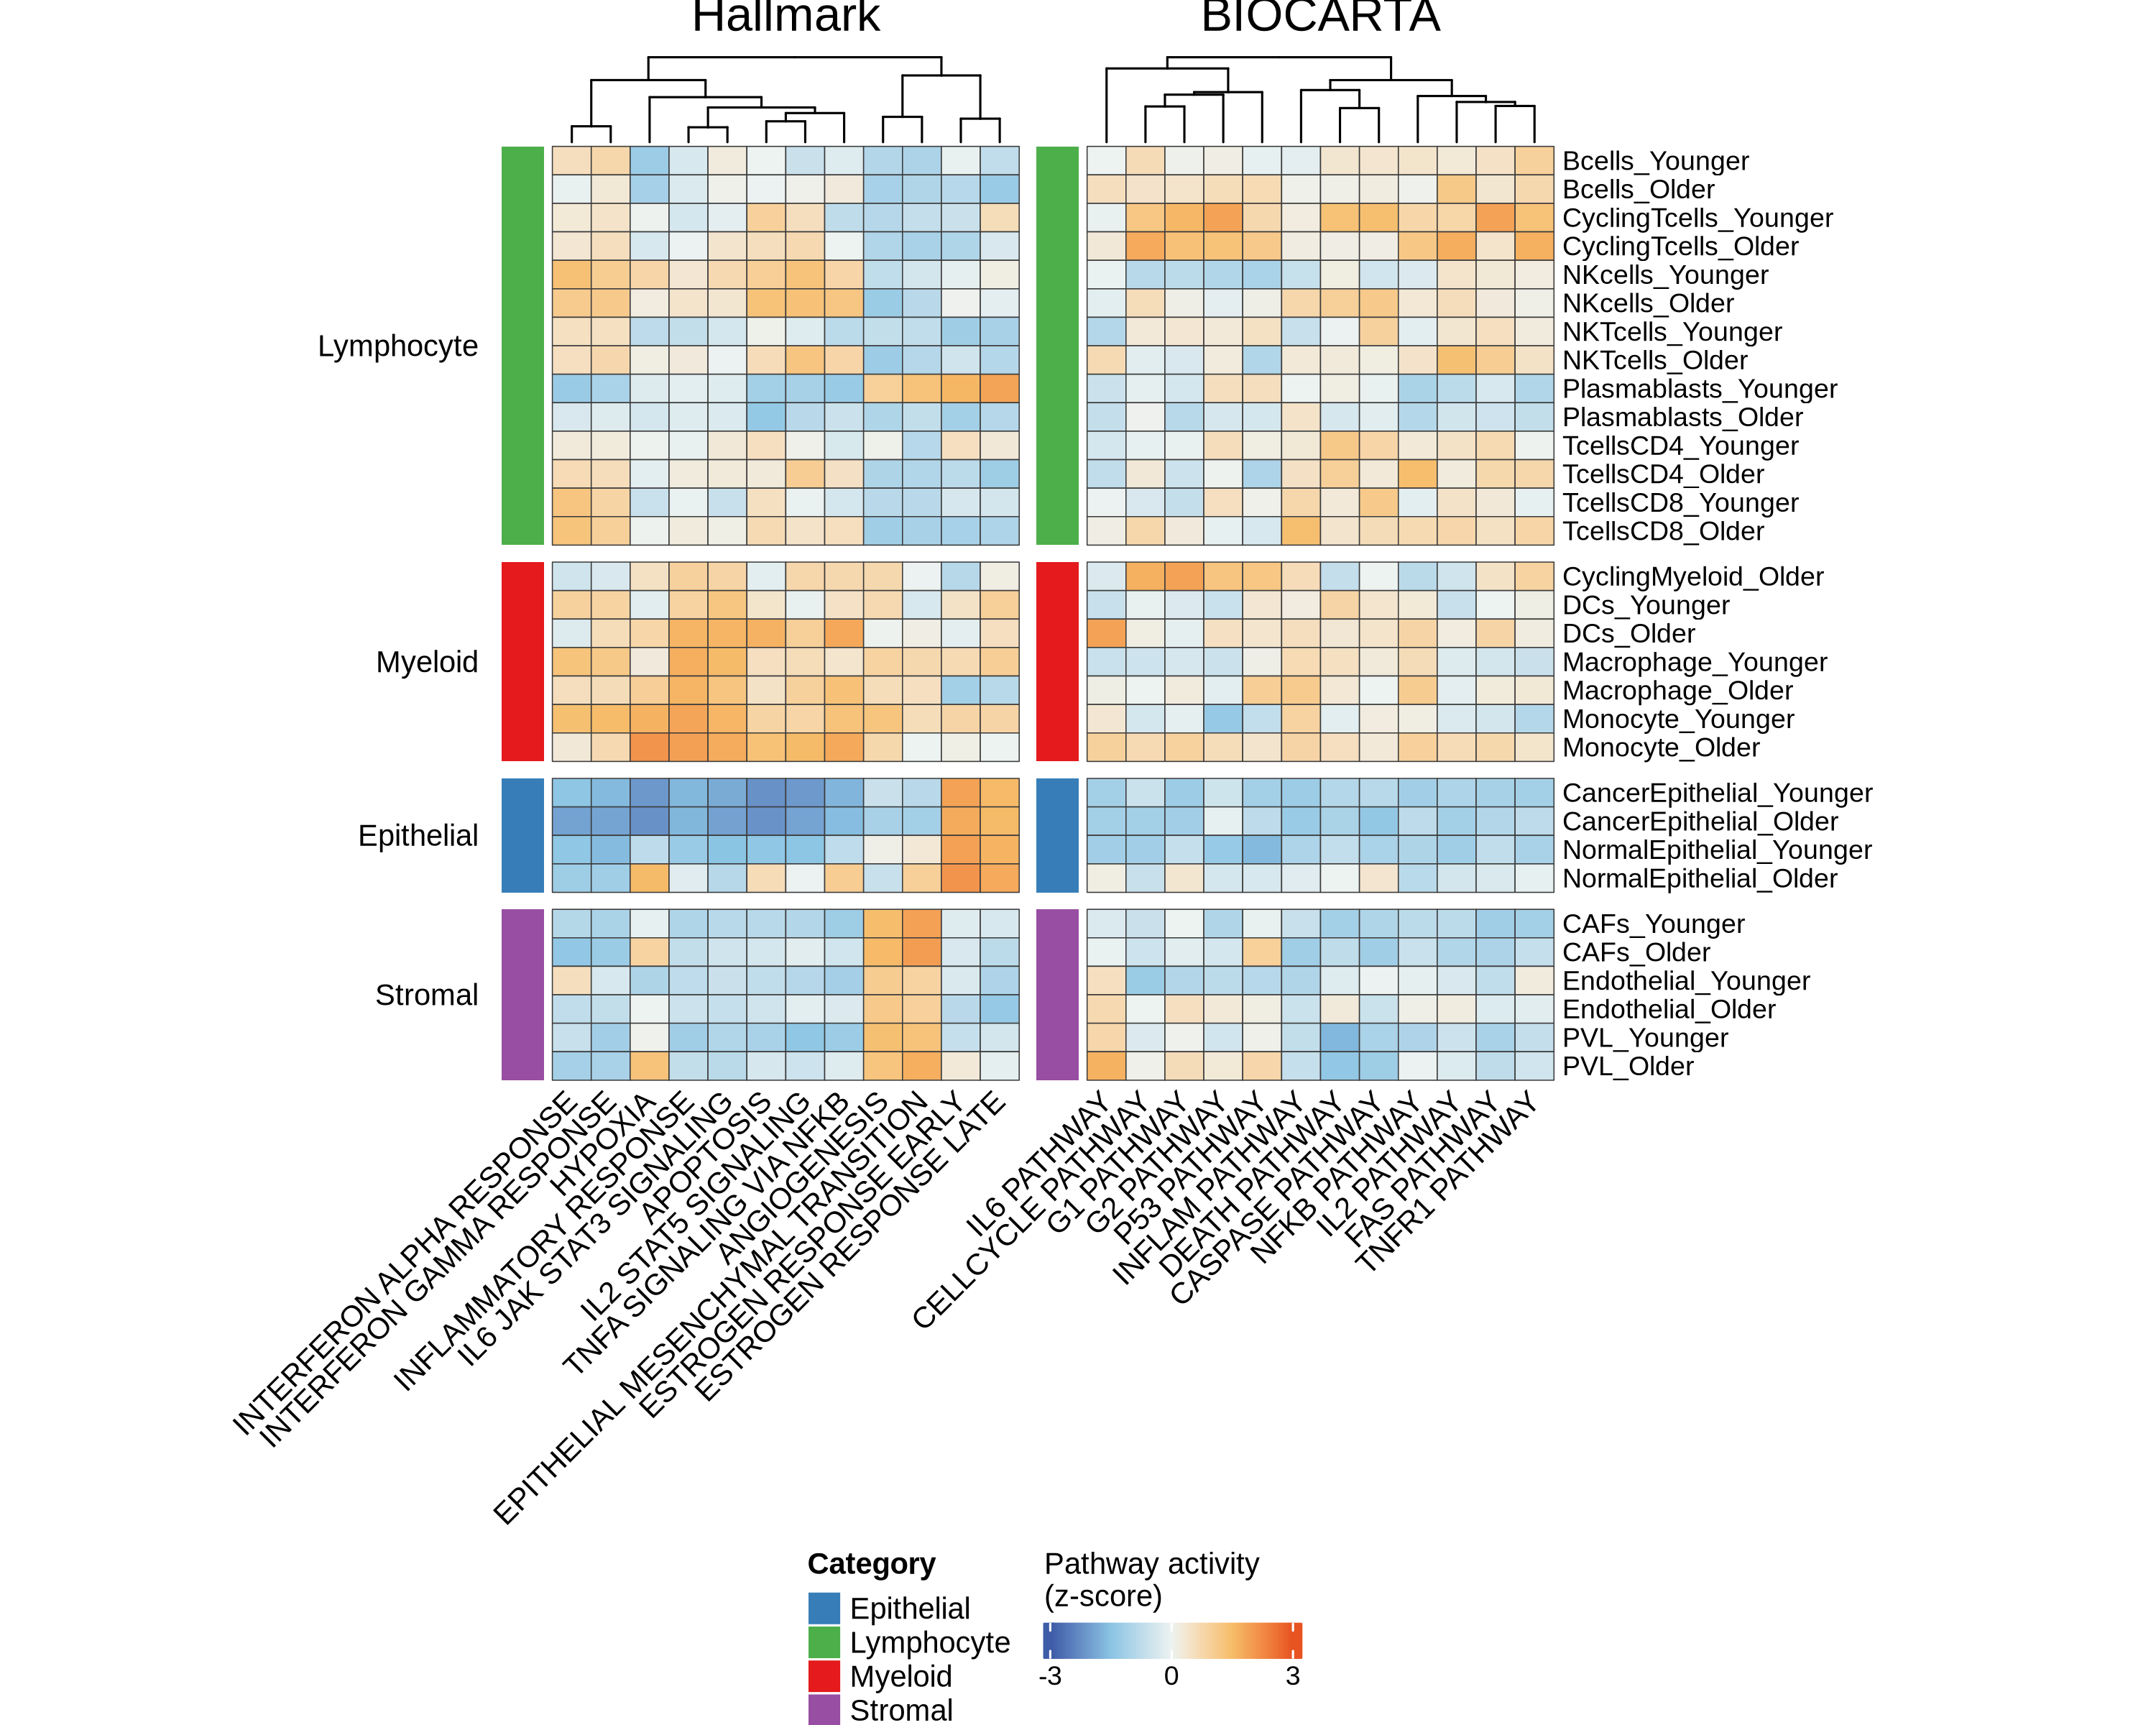 Hallmark
BIOCARTA
Lymphocyte
Myeloid
Epithelial
Stromal
Bcells_Younger
Bcells_Older
CyclingTcells_Younger
CyclingTcells_Older
NKcells_Younger
NKcells_Older
NKTcells_Younger
NKTcells_Older
Plasmablasts_Younger
Plasmablasts_Older
TcellsCD4_Younger
TcellsCD4_Older
TcellsCD8_Younger
TcellsCD8_Older
CyclingMyeloid_Older
DCs_Younger
DCs_Older
Macrophage_Younger
Macrophage_Older
Monocyte_Younger
Monocyte_Older
CancerEpithelial_Younger
CancerEpithelial_Older
NormalEpithelial_Younger
NormalEpithelial_Older
CAFs_Younger
CAFs_Older
Endothelial_Younger
Endothelial_Older
PVL_Younger
PVL_Older
INTERFERON ALPHA RESPONSE
INTERFERON GAMMA RESPONSE
HYPOXIA
INFLAMMATORY RESPONSE
IL6 JAK STAT3 SIGNALING
APOPTOSIS
IL2 STAT5 SIGNALING
TNFA SIGNALING VIA NFKB
ANGIOGENESIS
EPITHELIAL MESENCHYMAL TRANSITION
ESTROGEN RESPONSE EARLY
ESTROGEN RESPONSE LATE
IL6 PATHWAY
CELLCYCLE PATHWAY
G1 PATHWAY
G2 PATHWAY
P53 PATHWAY
INFLAM PATHWAY
DEATH PATHWAY
CASPASE PATHWAY
NFKB PATHWAY
IL2 PATHWAY
FAS PATHWAY
TNFR1 PATHWAY
Category
Epithelial
Lymphocyte
Myeloid
Stromal
Pathway activity
(z-score)
-3 0 3